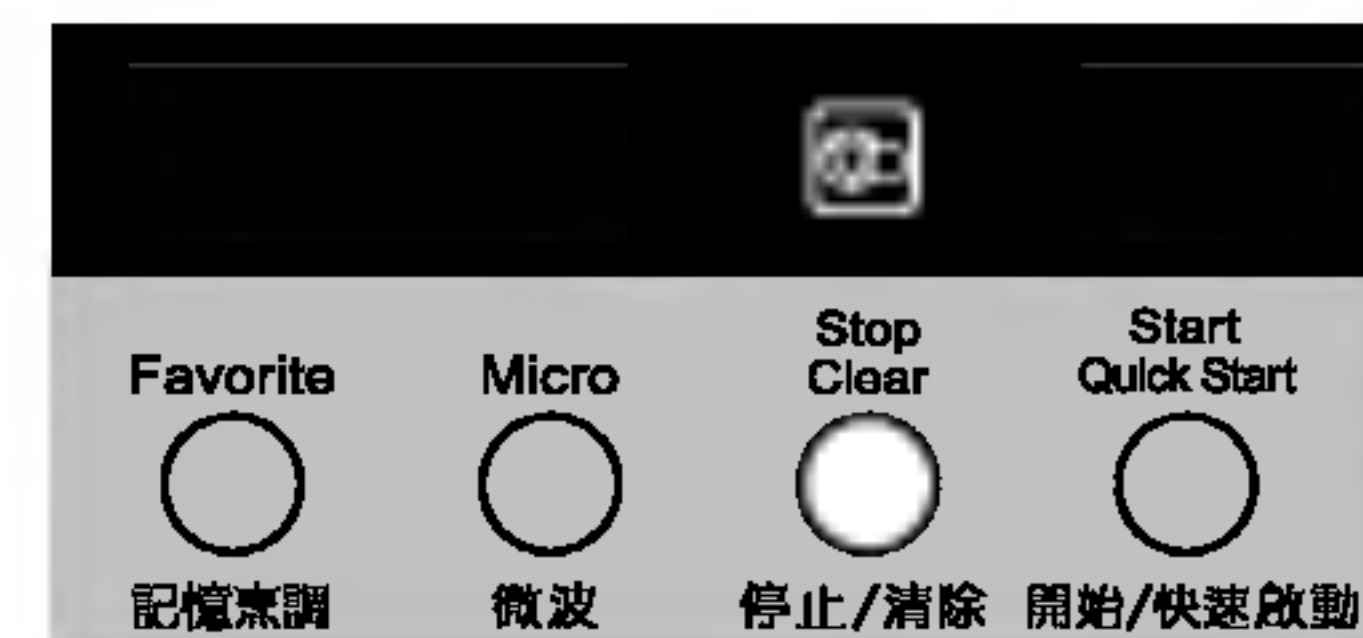 Favorite
Micro
Stop
Clear
Start
Quick Start
記憶烹調
微波
停止/清除
開始/快速啟動